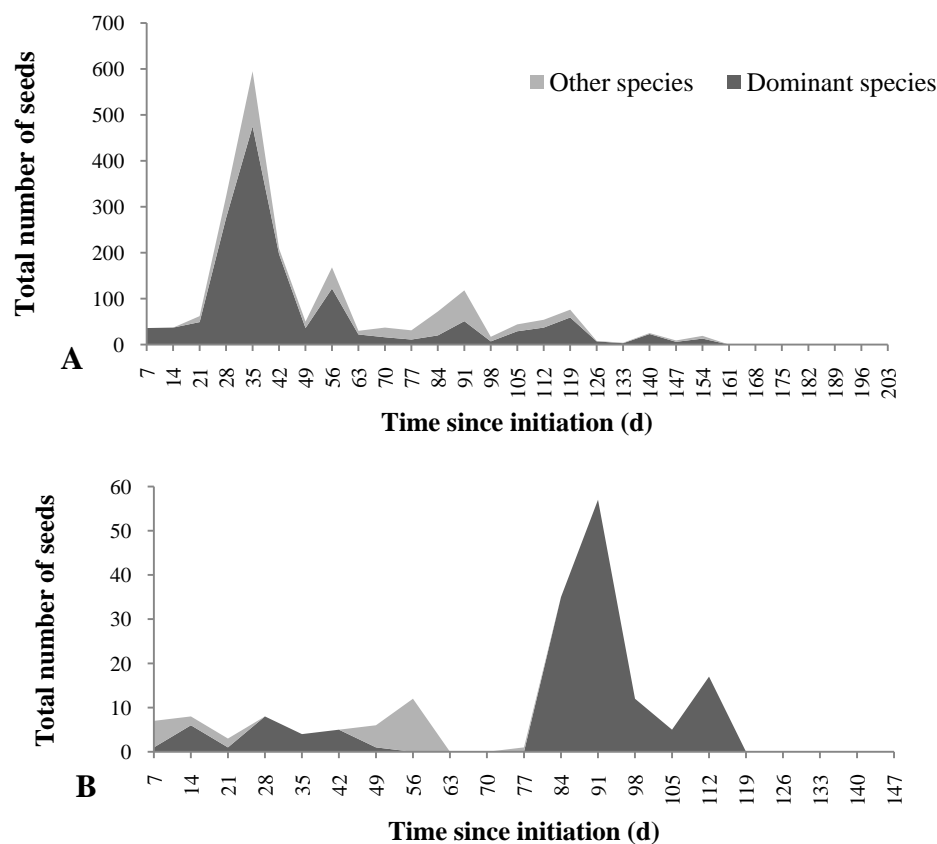 700
600
500
400
300
200
100
0
Total number of seeds
Other species Dominant species
A
7 14 21 28 35 42 49 56 63 70 77 84 91 98 105 112 119 126 133 140 147 154 161 168 175 182 189 196 203
Time since initiation (d)
60
50
40
30
20
10
0
Total number of seeds
B
7 14 21 28 35 42 49 56 63 70 77 84 91 98 105 112 119 126 133 140 147
Time since initiation (d)